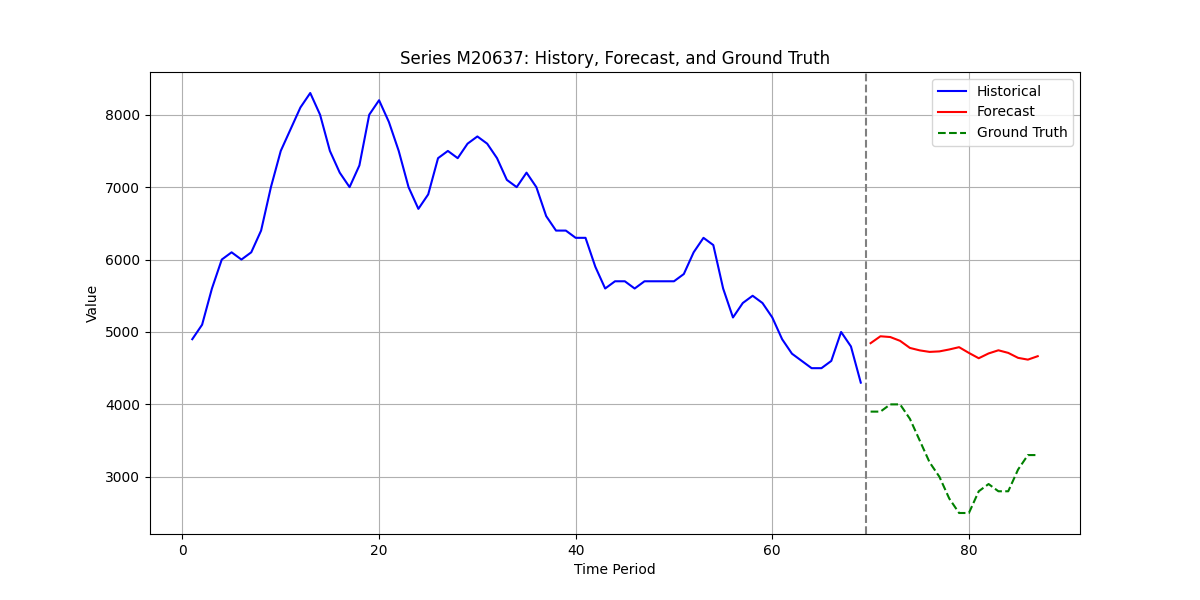 Series M20637: History, Forecast, and Ground Truth
Historical
Forecast
Ground Truth
Value
8000
7000
6000
5000
4000
3000
0 20 40 60 80
Time Period